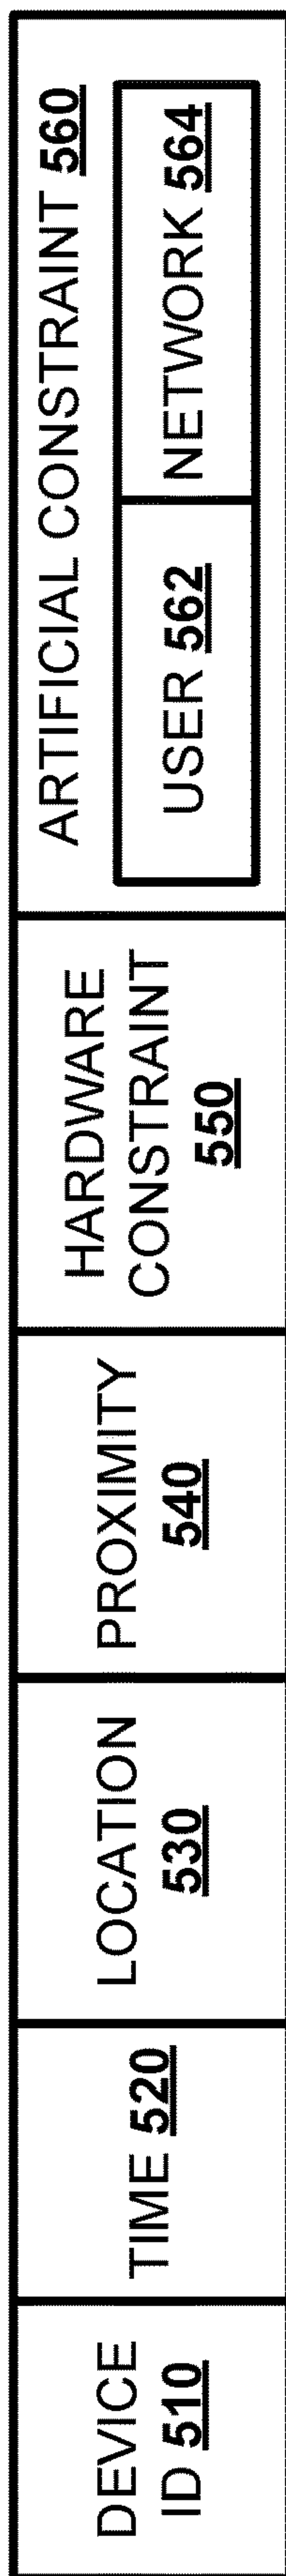 DEVICE
ID 510
TIME 520
LOCATION
530
PROXIMITY
540
HARDWARE
CONSTRAINT
550
ARTIFICIAL CONSTRAINT 560
USER 562
NETWORK 564